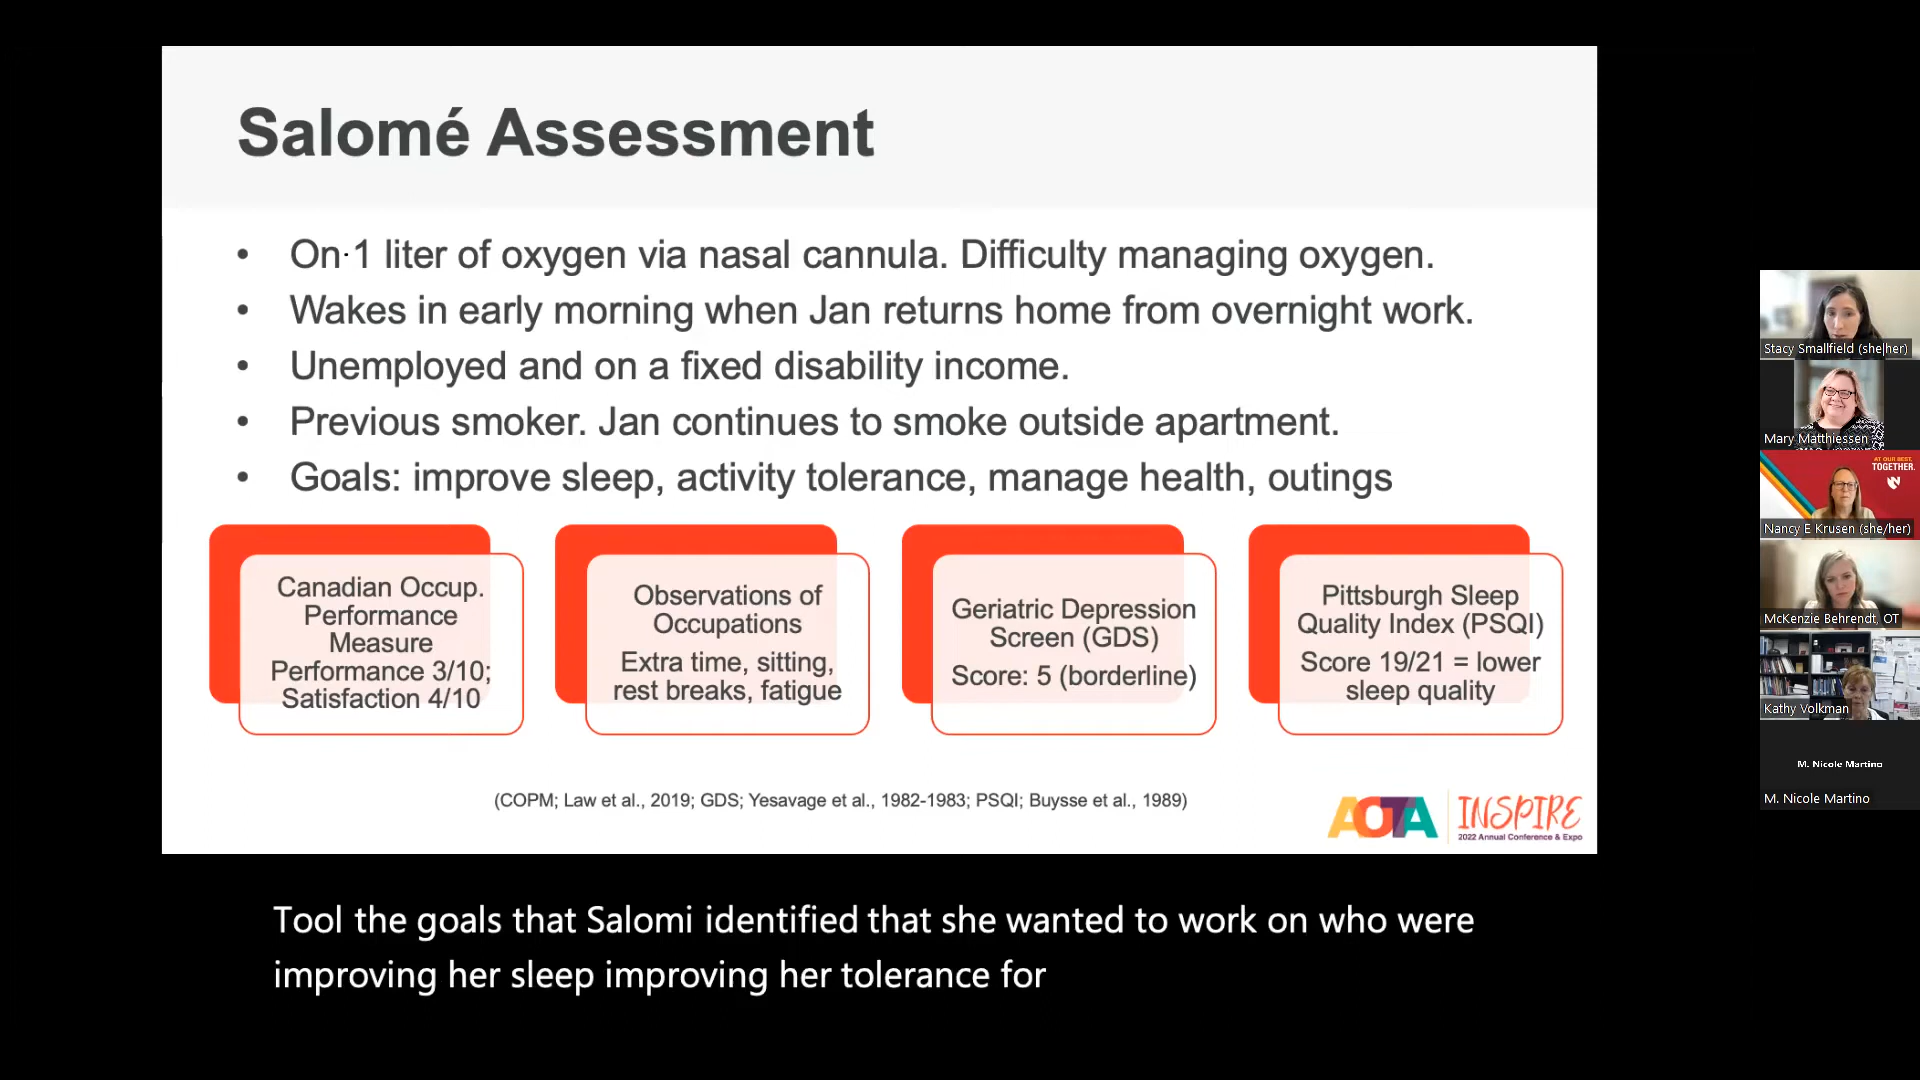 Salomé Assessment
• On 1 liter of oxygen via nasal cannula. Difficulty managing oxygen.
• Wakes in early morning when Jan returns home from overnight work.
• Unemployed and on a fixed disability income.
• Previous smoker. Jan continues to smoke outside apartment.
• Goals: improve sleep, activity tolerance, manage health, outings
Canadian Occup.
Performance
Measure
Performance 3/10;
Satisfaction 4/10
Observations of
Occupations
Extra time, sitting,
rest breaks, fatigue
Geriatric Depression
Screen (GDS)
Score: 5 (borderline)
Pittsburgh Sleep
Quality Index (PSQI)
Score 19/21 = lower
sleep quality
(COPM; Law et al., 2019; GDS; Yesavage et al., 1982-1983; PSQI; Buysse et al., 1989)
AOTA
INSPIRE
2022 Annual Conference & Expo
Tool the goals that Salomi identified that she wanted to work on who were
improving her sleep improving her tolerance for
Stacy Smallfield (she|her)
Mary Matthiessen
AT OUR BEST,
TOGETHER.
N
Nancy E Krusen (she/her)
McKenzie Behrendt, OT
Kathy Volkman
M. Nicole Martino
M. Nicole Martino